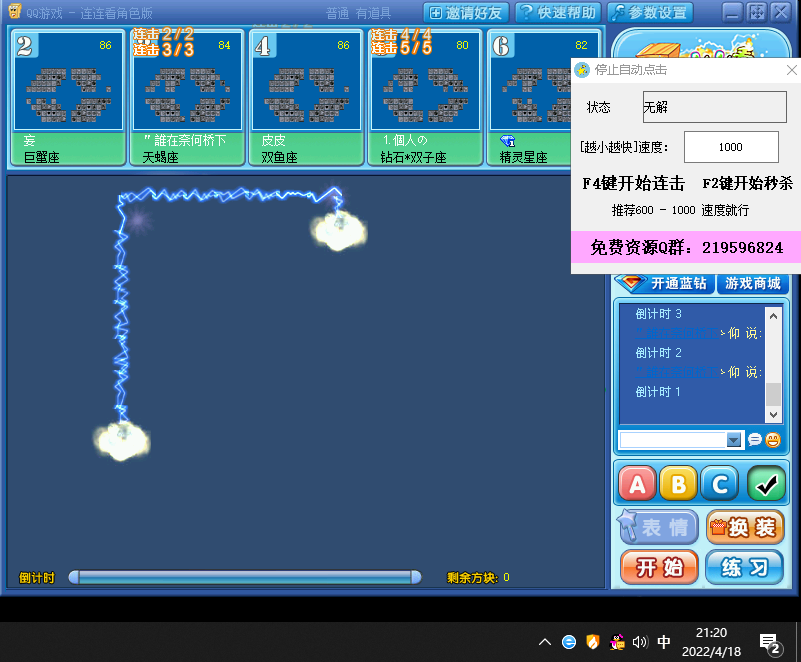 QQ游戏 - 连连看角色版
普通 有道具
邀请好友
? 快速帮助
参数设置
2
86
连击2/2
连击3/3
84
4
86
连击4/4
连击5/5
80
6
82
妄
巨蟹座
”誰在奈何桥下
天蝎座
皮皮
双鱼座
⒈個人の
钻石*双子座
精灵星座
停止自动点击
状态
无解
[越小越快]速度:
1000
F4键开始连击
F2键开始秒杀
推荐600 - 1000 速度就行
免费资源Q群: 219596824
开通蓝钻
游戏商城
倒计时 3
仰 说:
倒计时 2
仰 说:
倒计时 1
A
B
C
表情
换装
开始
练习
倒计时
剩余方块: 0
中
21:20
2022/4/18
2